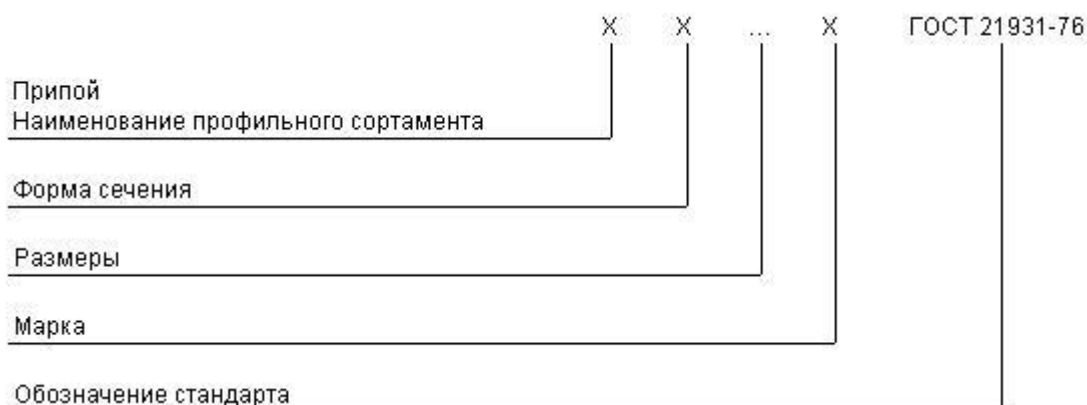 X X ... X ГОСТ 21931-76
Припой
Наименование профильного сортамента
Форма сечения
Размеры
Марка
Обозначение стандарта